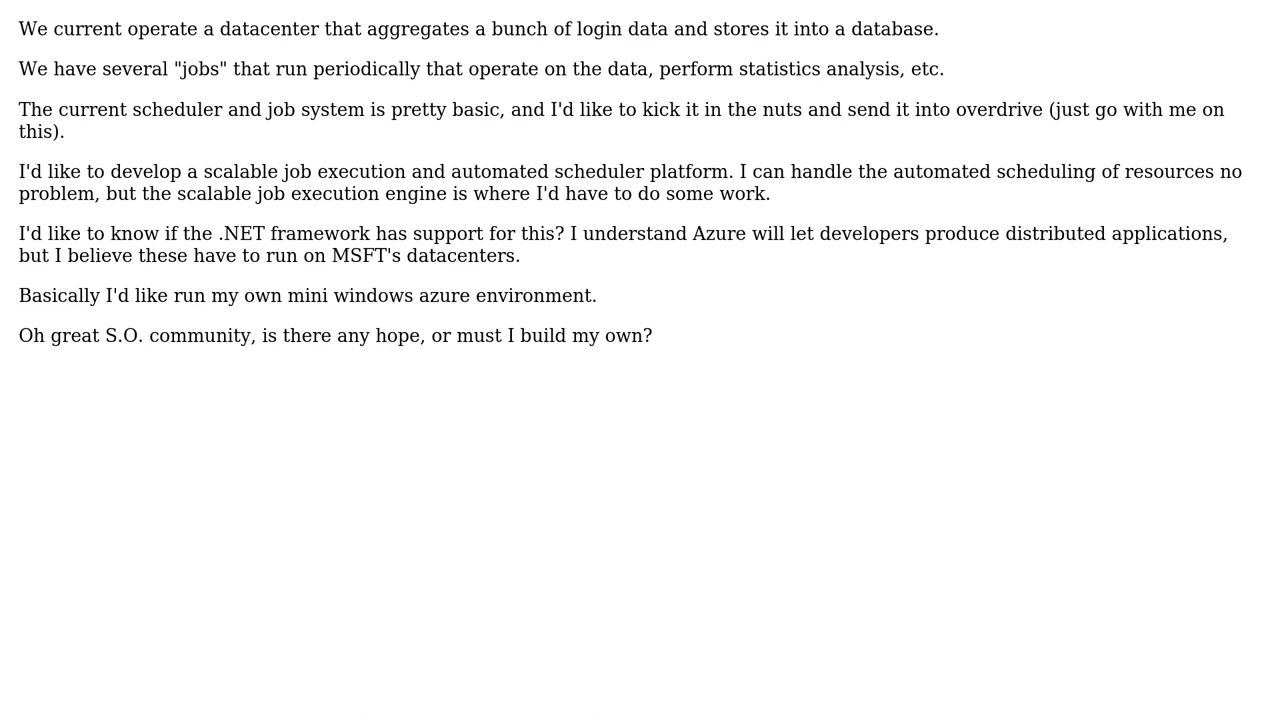 We current operate a datacenter that aggregates a bunch of login data and stores it into a database.
We have several "jobs" that run periodically that operate on the data, perform statistics analysis, etc.
The current scheduler and job system is pretty basic, and I'd like to kick it in the nuts and send it into overdrive (just go with me on
this).
I'd like to develop a scalable job execution and automated scheduler platform. I can handle the automated scheduling of resources no
problem, but the scalable job execution engine is where I'd have to do some work.
I'd like to know if the .NET framework has support for this? I understand Azure will let developers produce distributed applications,
but I believe these have to run on MSFT's datacenters.
Basically I'd like run my own mini windows azure environment.
Oh great S.O. community, is there any hope, or must I build my own?